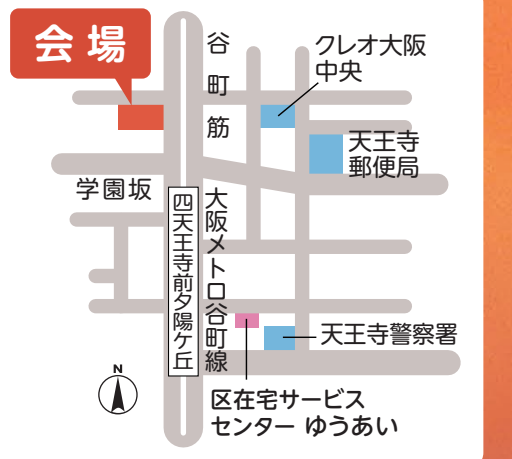 会場
谷町筋
クレオ大阪
中央
天王寺
郵便局
学園坂
四天王寺前夕陽ケ丘
大阪メトロ谷町線
天王寺警察署
N
区在宅サービス
センター ゆうあい